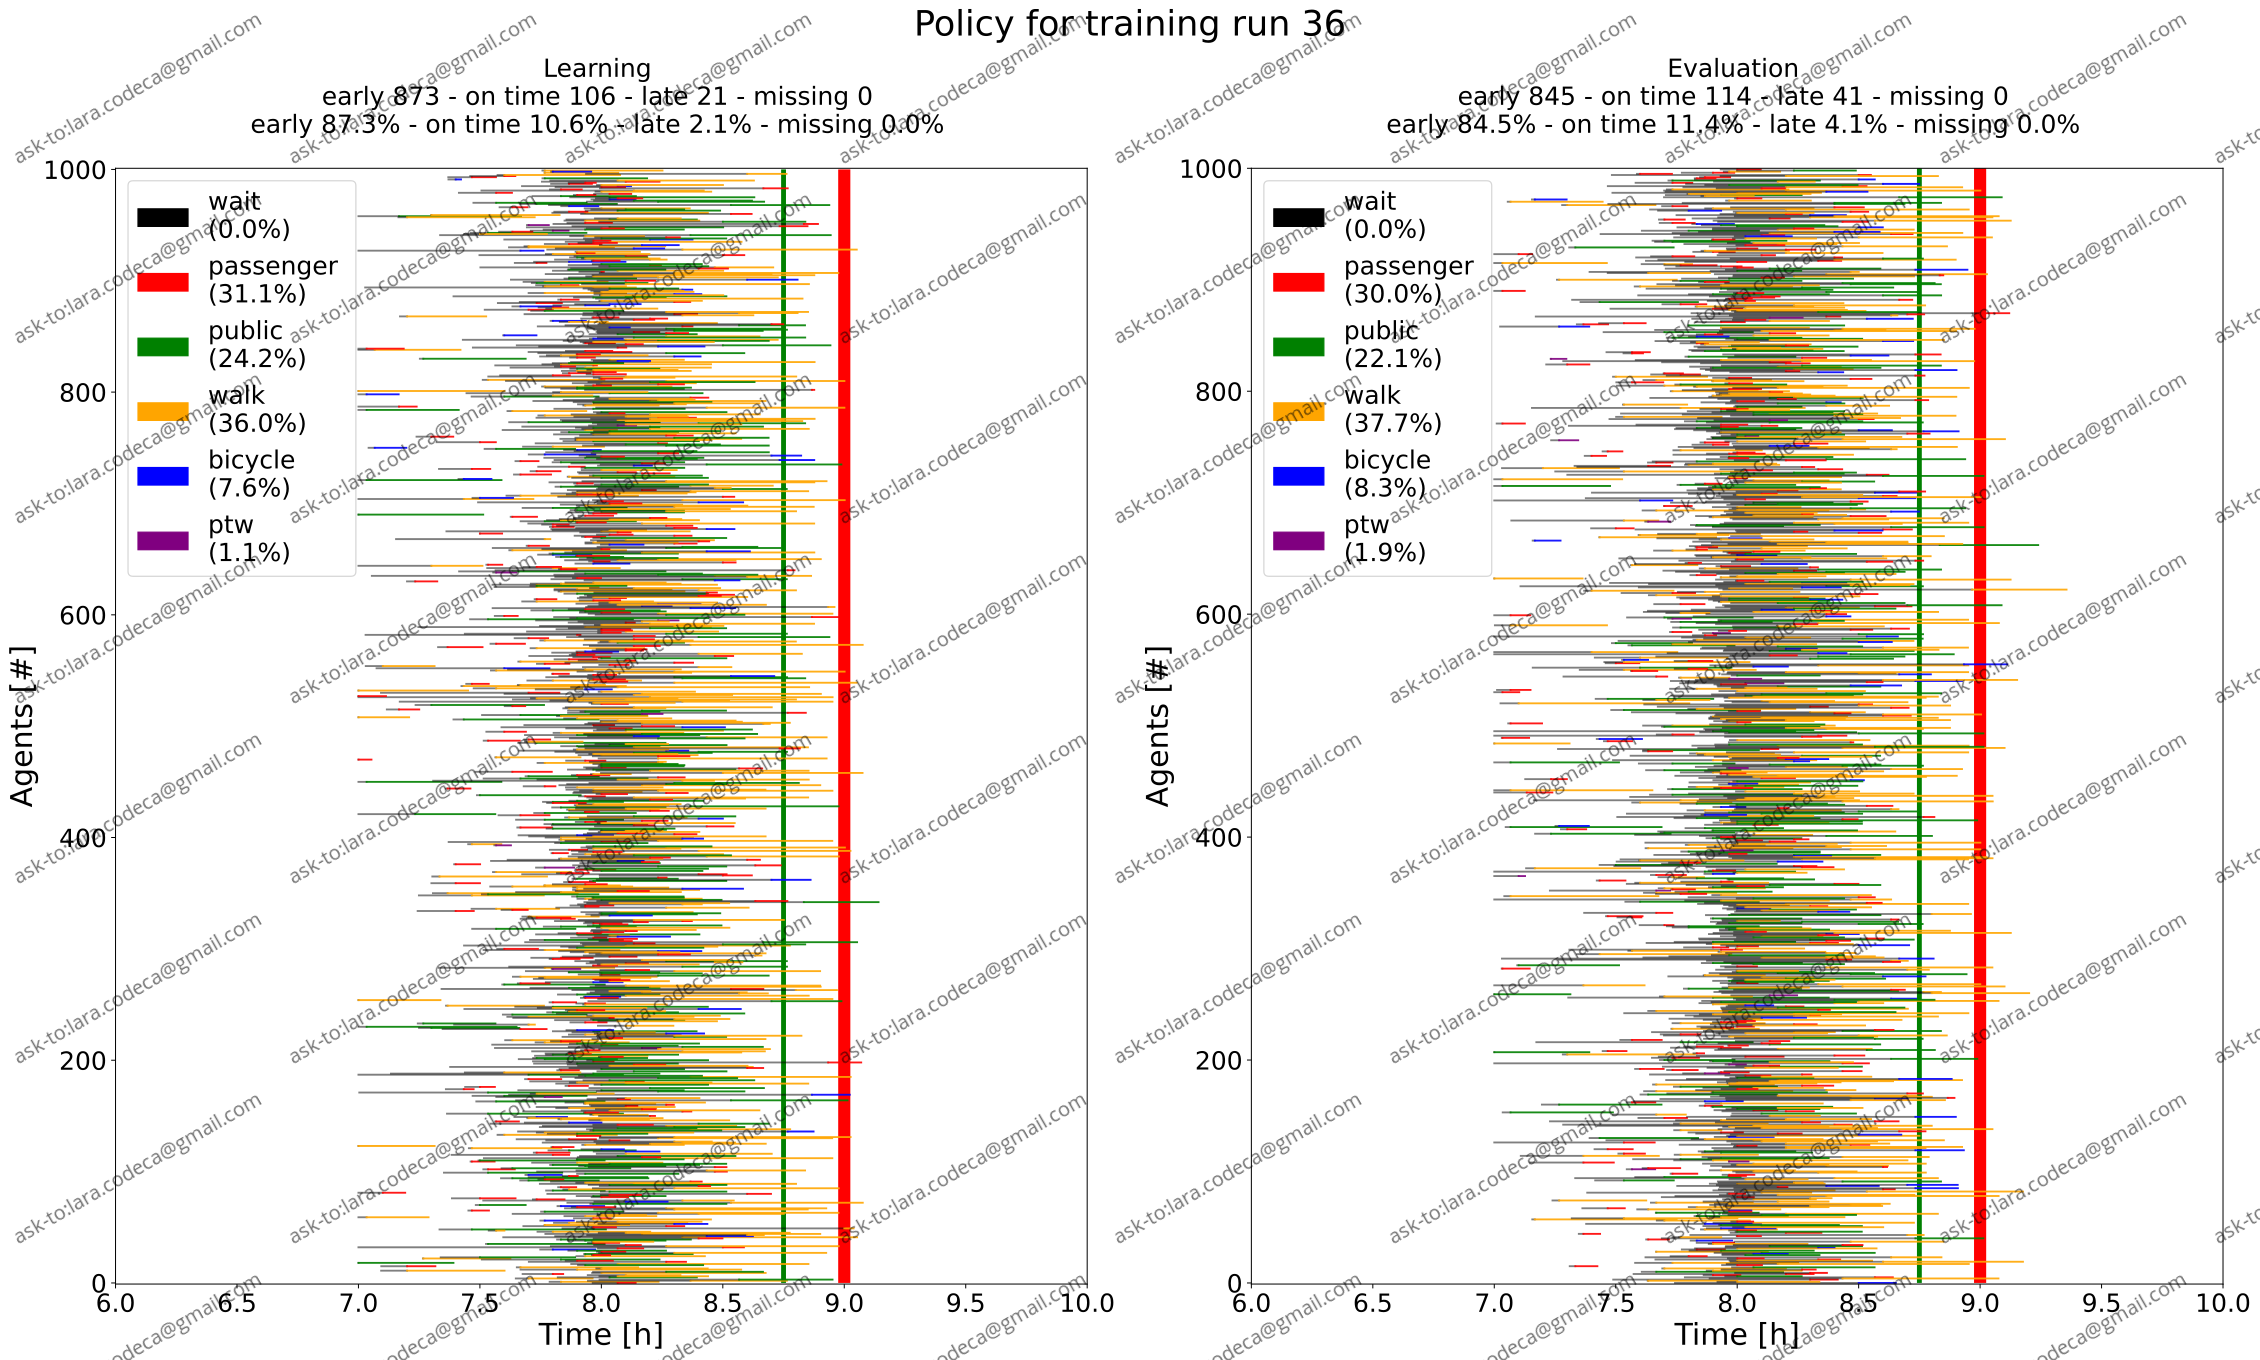 Policy for training run 36
Learning
early 873 - on time 106 - late 21 - missing 0
early 87.3% - on time 10.6% - late 2.1% - missing 0.0%
Evaluation
early 845 - on time 114 - late 41 - missing 0
early 84.5% - on time 11.4% - late 4.1% - missing 0.0%
wait
(0.0%)
passenger
(31.1%)
public
(24.2%)
walk
(36.0%)
bicycle
(7.6%)
ptw
(1.1%)
1000
800
600
400
200
0
Agents [#]
6.0 6.5 7.0 7.5 8.0 8.5 9.0 9.5 10.0
Time [h]
wait
(0.0%)
passenger
(30.0%)
public
(22.1%)
walk
(37.7%)
bicycle
(8.3%)
ptw
(1.9%)
1000
800
600
400
200
0
Agents [#]
6.0 6.5 7.0 7.5 8.0 8.5 9.0 9.5 10.0
Time [h]
ask-to:lara.codeca@gmail.com